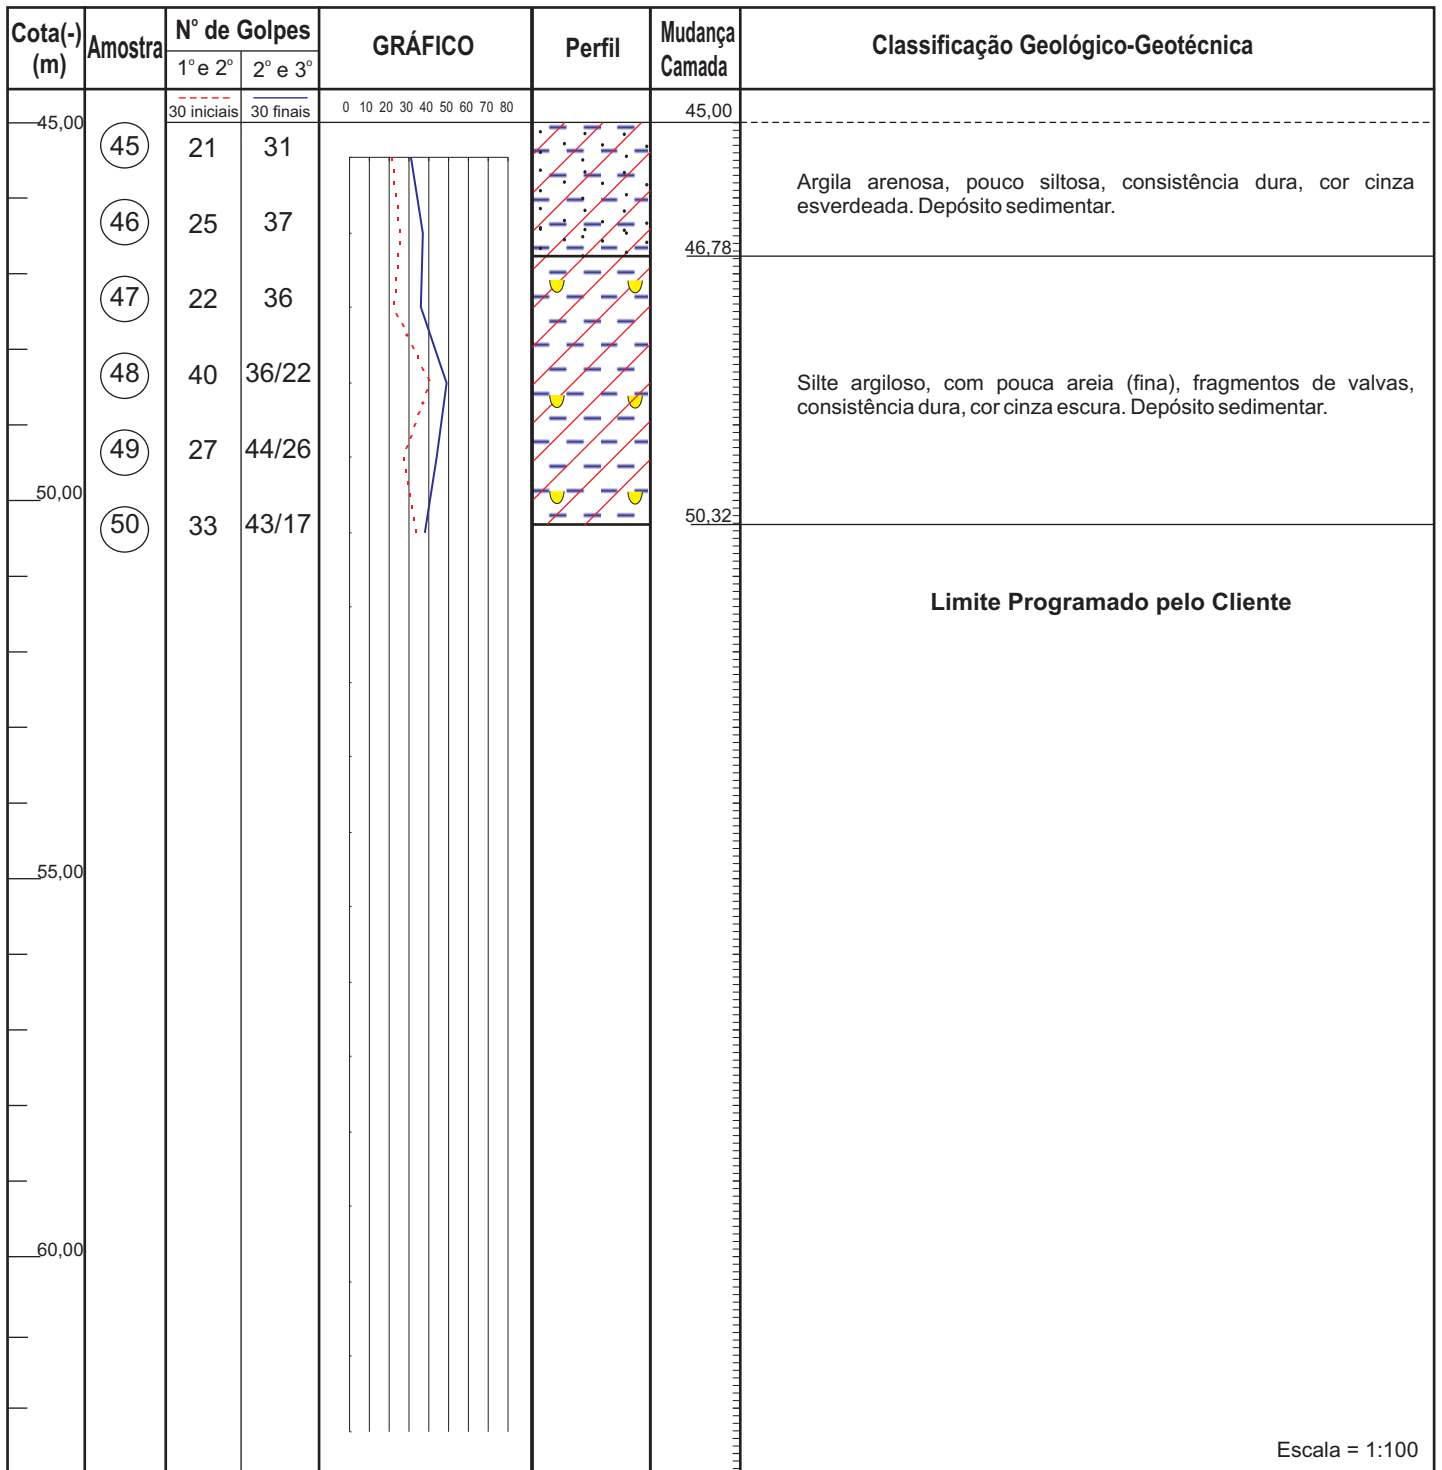 Cota(-) (m) Amostra N° de Golpes GRÁFICO Perfil Mudança Camada Classificação Geológico-Geotécnica
1° e 2° 2° e 3°
30 iniciais 30 finais 0 10 20 30 40 50 60 70 80 45,00
45,00
45 21 31
Argila arenosa, pouco siltosa, consistência dura, cor cinza
esverdeada. Depósito sedimentar.
46 25 37
46,78
47 22 36
48 40 36/22
Silte argiloso, com pouca areia (fina), fragmentos de valvas,
consistência dura, cor cinza escura. Depósito sedimentar.
49 27 44/26
50,00
50 33 43/17
50,32
Limite Programado pelo Cliente
55,00
60,00
Escala = 1:100